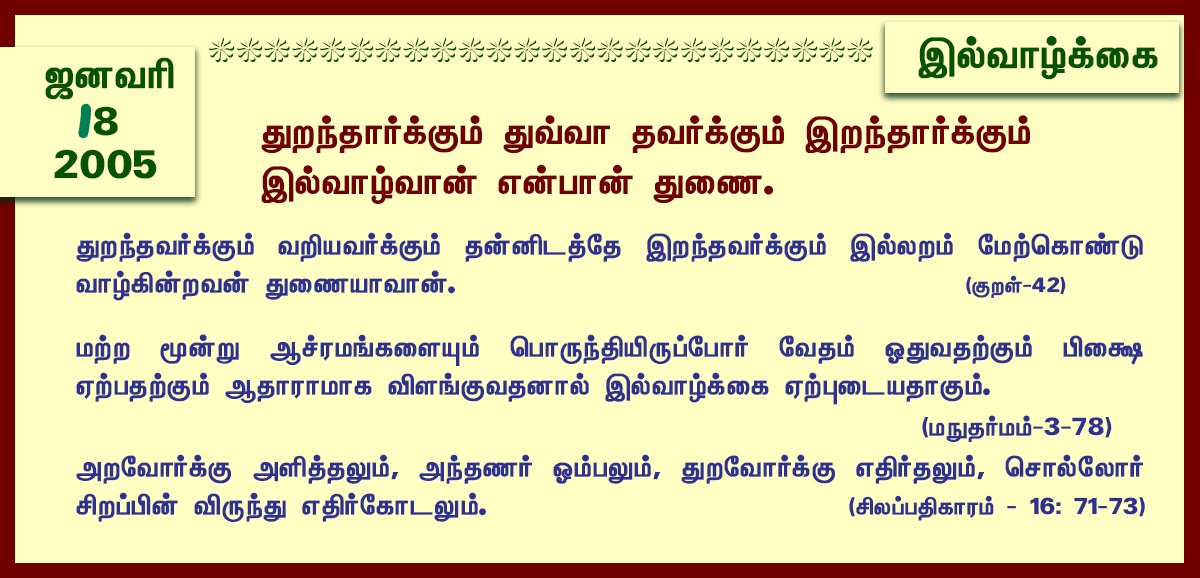 இல்வாழ்க்கை
ஜனவரி
18
2005
துறந்தார்க்கும் துவ்வா தவர்க்கும் இறந்தார்க்கும்
இல்வாழ்வான் என்பான் துணை.
துறந்தவர்க்கும் வறியவர்க்கும் தன்னிடத்தே இறந்தவர்க்கும் இல்லறம் மேற்கொண்டு
வாழ்கின்றவன் துணையாவான். (குறள்-42)
மற்ற மூன்று ஆச்ரமங்களையும் பொருந்தியிருப்போர் வேதம் ஓதுவதற்கும் பிக்ஷை
ஏற்பதற்கும் ஆதாராமாக விளங்குவதனால் இல்வாழ்க்கை ஏற்புடையதாகும்.
(மநுதர்மம்-3-78)
அறவோர்க்கு அளித்தலும், அந்தணர் ஓம்பலும், துறவோர்க்கு எதிர்தலும், சொல்லோர்
சிறப்பின் விருந்து எதிர்கோடலும். (சிலப்பதிகாரம் - 16: 71-73)